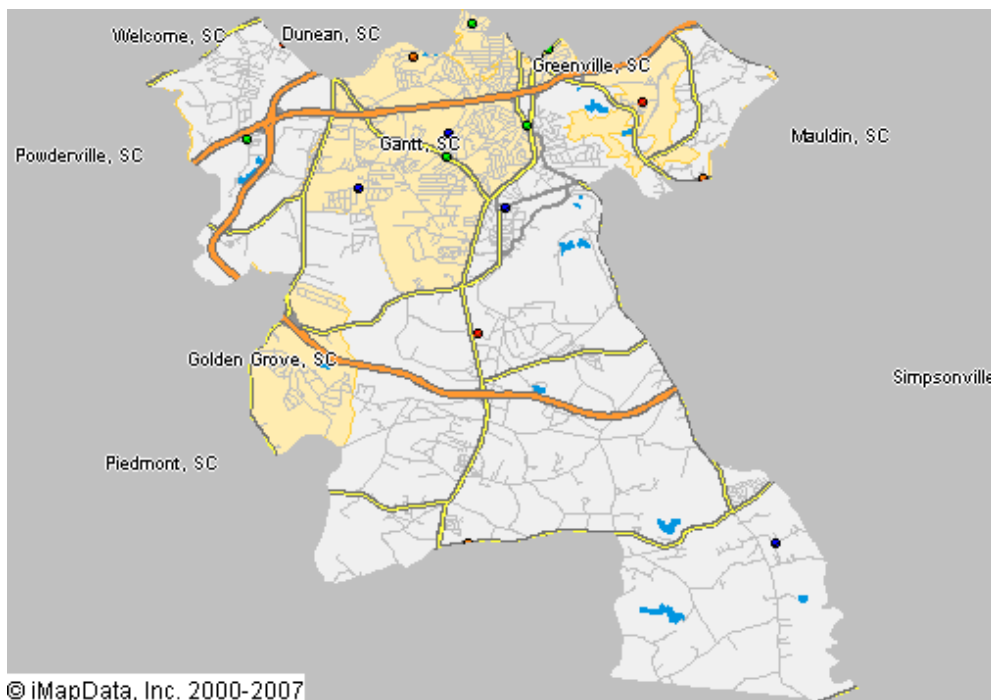 Welcome, SC
Dunean, SC
Greenville, SC
Mauldin, SC
Gantt, SC
Powderville, SC
Golden Grove, SC
Simpsonville
Piedmont, SC
© iMapData, Inc. 2000-2007